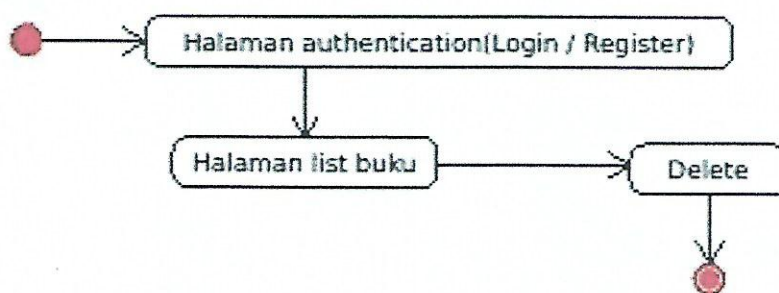 Halaman authentication(Login / Register)
Halaman list buku
Delete